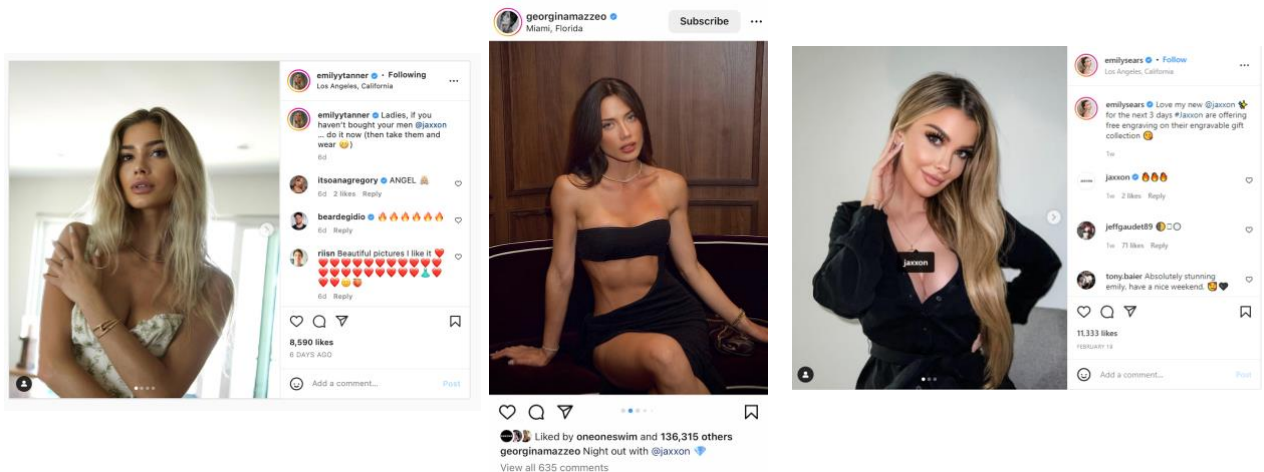 emilyytanner • Following
Los Angeles, California
emilyytanner Ladies, if you
haven't bought your men @jaxxon
... do it now (then take them and
wear 😏)
6d
itsoanagregory ANGEL 🙈
6d 2 likes Reply
beardegidio 🔥🔥🔥🔥🔥🔥🔥
6d Reply
riisn Beautiful pictures I like it ❤️
6d Reply
8,590 likes
6 DAYS AGO
Add a comment...
Post
georginamazzeo
Miami, Florida
Subscribe
Liked by oneoneswim and 136,315 others
georginamazzeo Night out with @jaxxon 💎
View all 635 comments
jaxxon
emilysears • Follow
Los Angeles, California
emilysears Love my new @jaxxon ✨
for the next 3 days #Jaxxon are offering
free engraving on their engravable gift
collection 😍
1w
jaxxon 🔥🔥🔥
1w 2 likes Reply
jeffgaudet89
1w 71 likes Reply
tony.baier Absolutely stunning
emily, have a nice weekend. 🥰🖤
11,333 likes
FEBRUARY 19
Add a comment...
Post